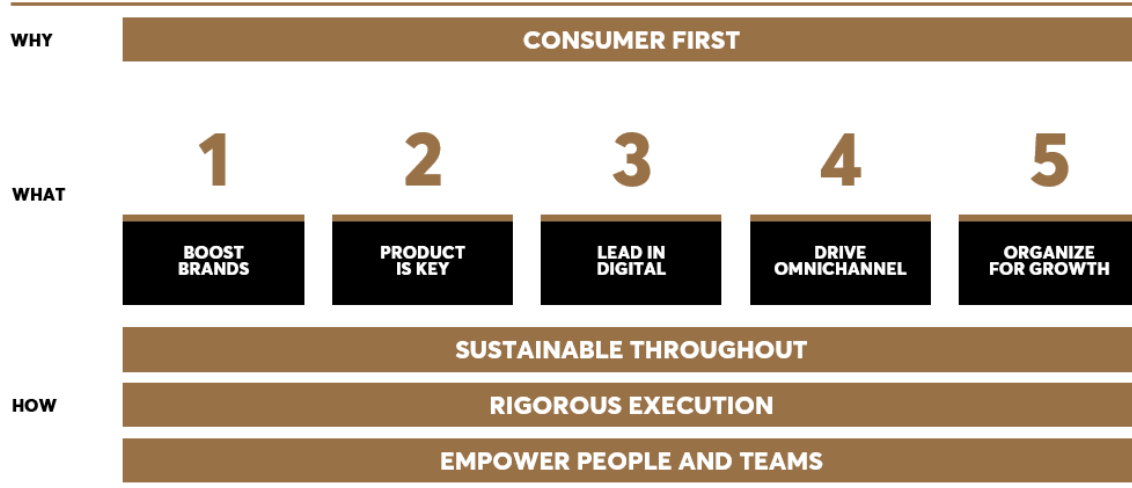 WHY
CONSUMER FIRST
WHAT
1
2
3
4
5
BOOST
BRANDS
PRODUCT
IS KEY
LEAD IN
DIGITAL
DRIVE
OMNICHANNEL
ORGANIZE
FOR GROWTH
HOW
SUSTAINABLE THROUGHOUT
RIGOROUS EXECUTION
EMPOWER PEOPLE AND TEAMS